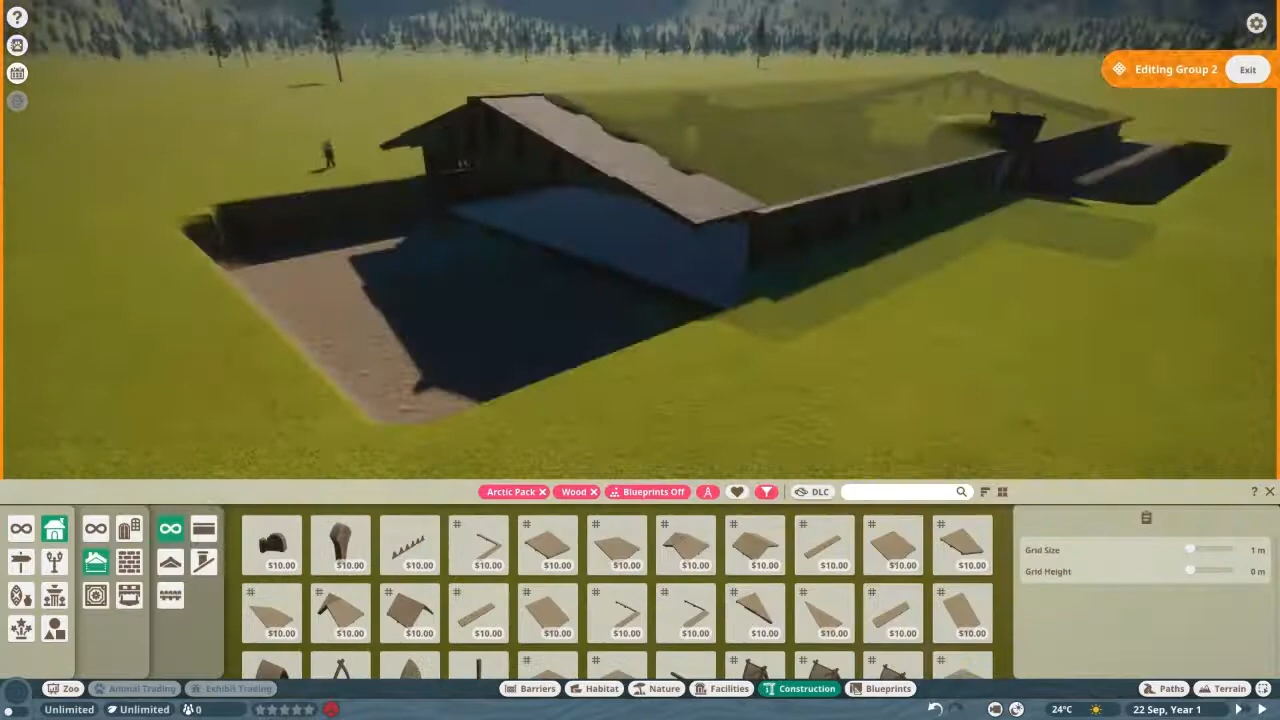 ?
Editing Group 2
Exit
Arctic Pack ✕
Wood ✕
Blueprints Off
DLC
? ✕
$10.00 $10.00 $10.00 $10.00 $10.00 $10.00 $10.00 $10.00 $10.00 $10.00 $10.00
Grid Size 1 m
Grid Height 0 m
$10.00 $10.00 $10.00 $10.00 $10.00 $10.00 $10.00 $10.00 $10.00 $10.00 $10.00
Zoo Animal Trading Exhibit Trading Barriers Habitat Nature Facilities Construction Blueprints Paths Terrain
Unlimited Unlimited 0 24°C 22 Sep, Year 1